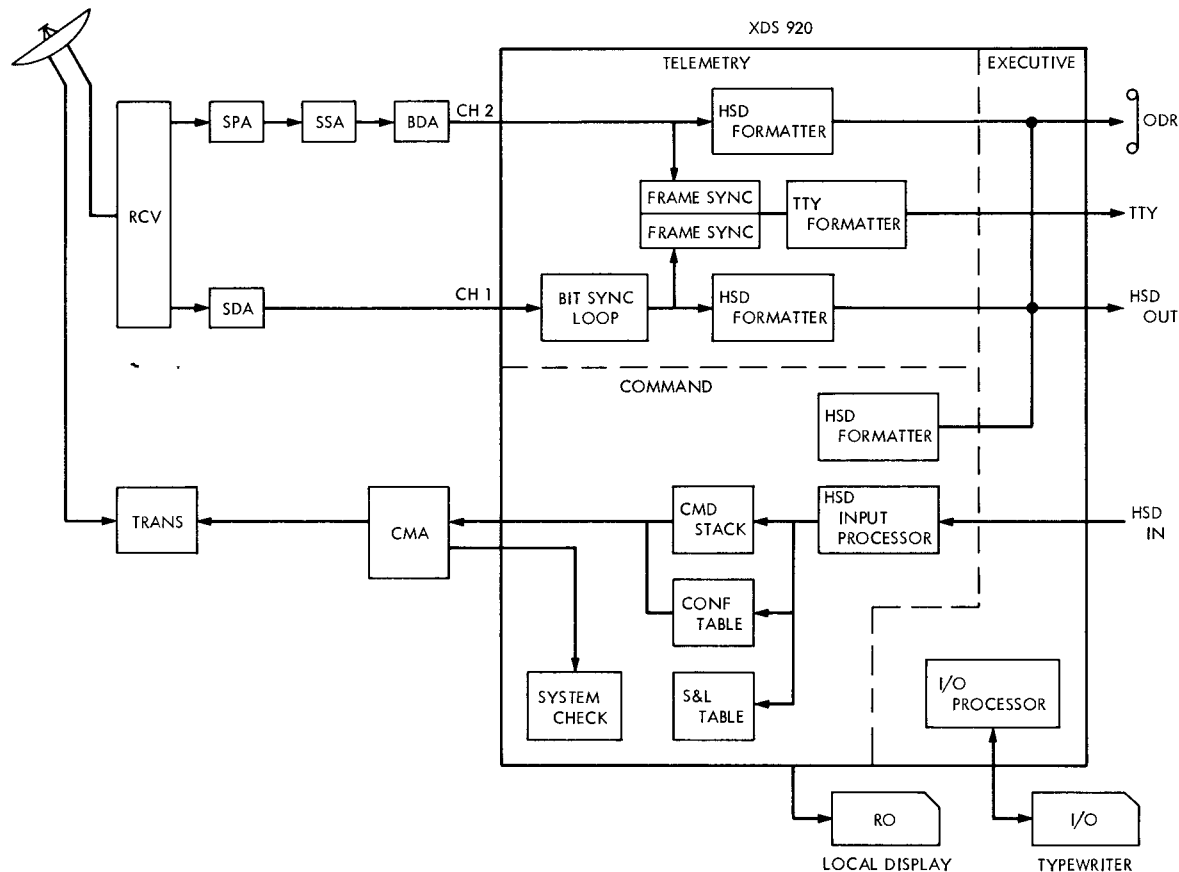 XDS 920
TELEMETRY
EXECUTIVE
RCV
SPA
SSA
BDA
CH 2
HSD
FORMATTER
ODR
FRAME SYNC
FRAME SYNC
TTY
FORMATTER
TTY
SDA
CH 1
BIT SYNC
LOOP
HSD
FORMATTER
HSD
OUT
COMMAND
HSD
FORMATTER
TRANS
CMA
CMD
STACK
HSD
INPUT
PROCESSOR
HSD
IN
CONF
TABLE
SYSTEM
CHECK
S&L
TABLE
I/O
PROCESSOR
RO
I/O
LOCAL DISPLAY
TYPEWRITER